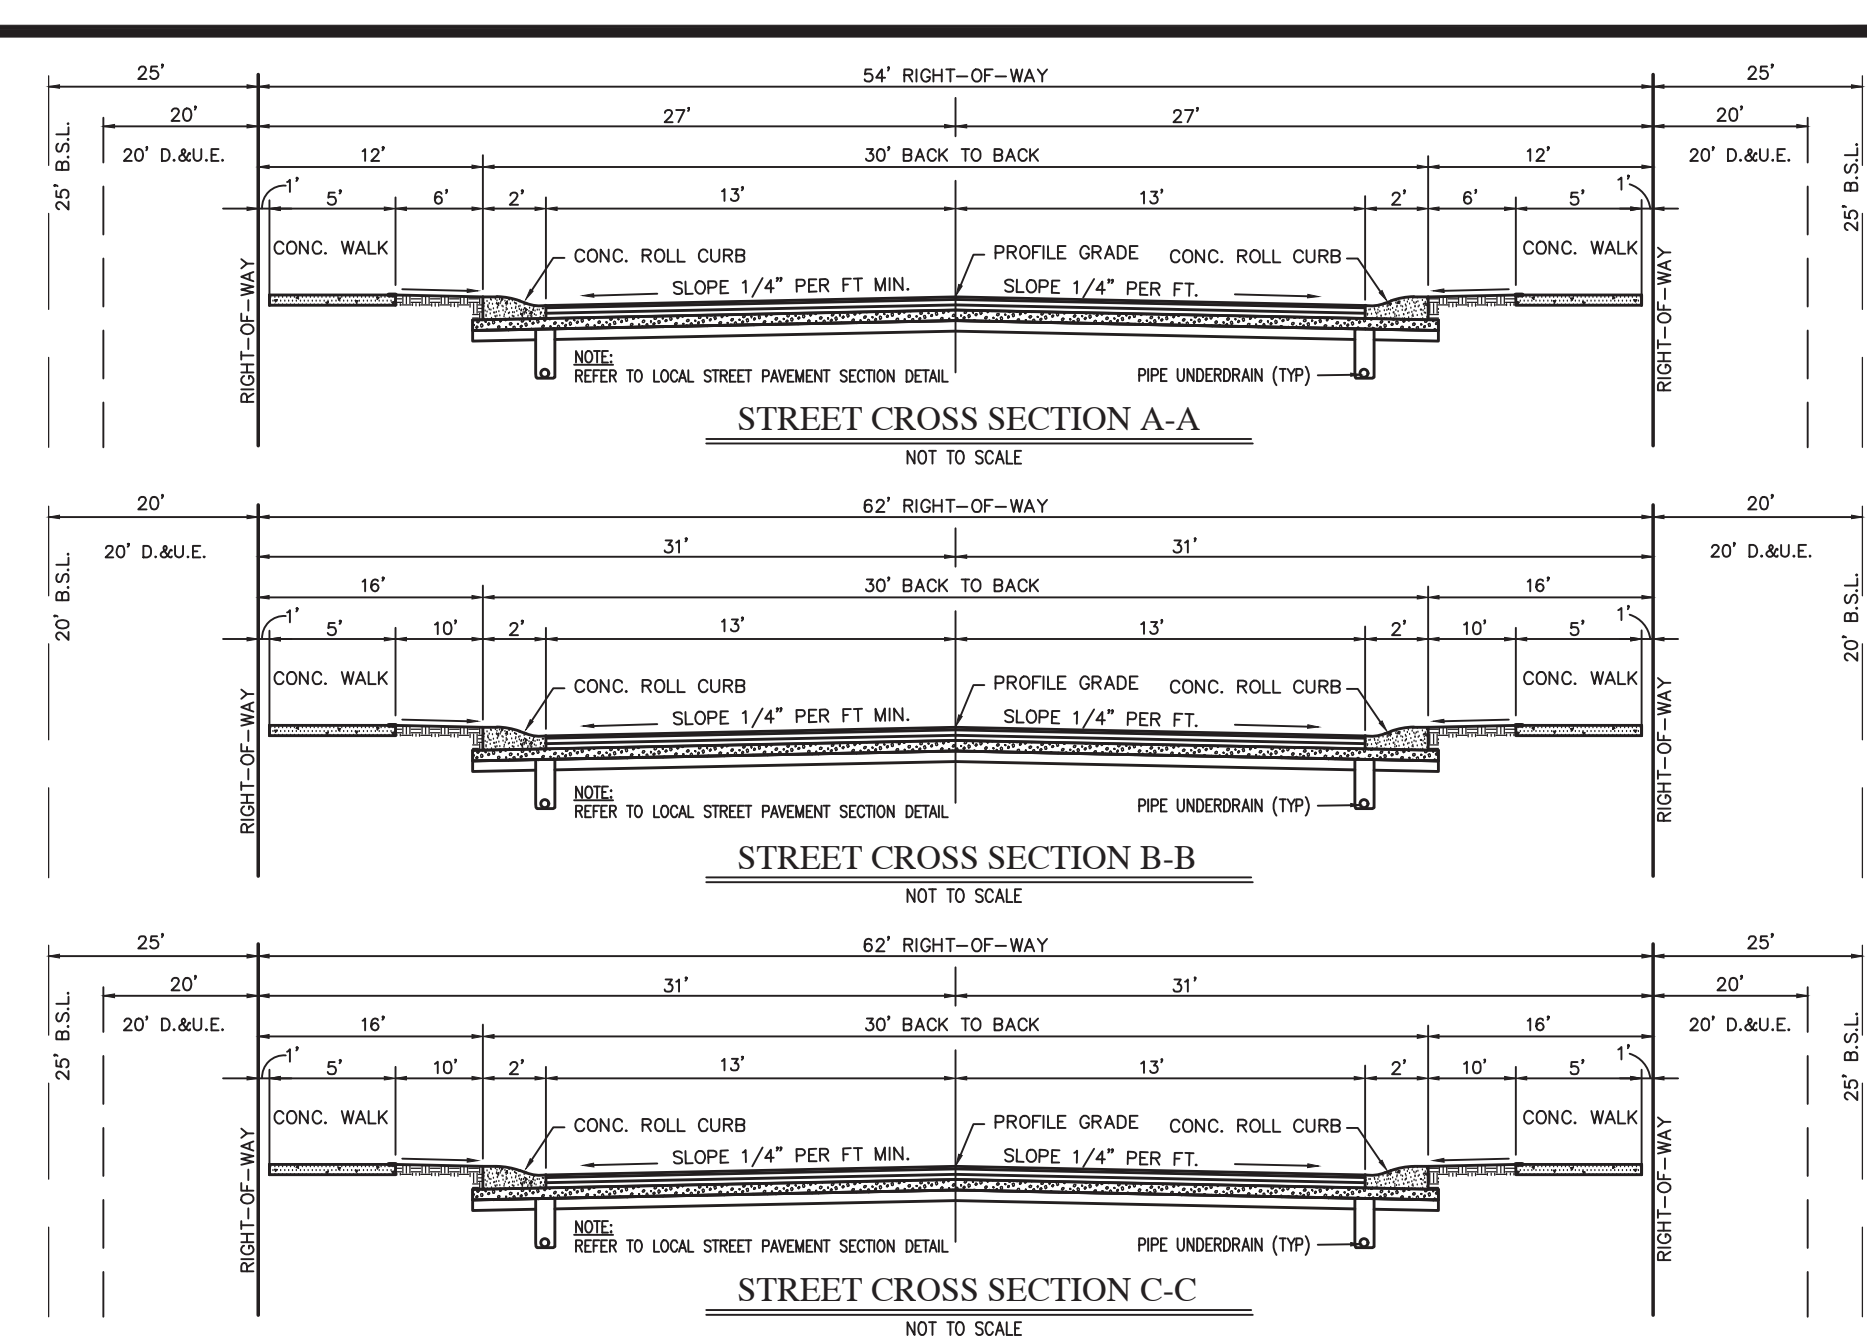 25' 54' RIGHT-OF-WAY 25'
20' 27' 27' 20'
25' B.S.L. 20' D.&U.E. 12' 30' BACK TO BACK 12' 20' D.&U.E. 25' B.S.L.
1' 5' 6' 2' 13' 13' 2' 6' 5' 1'
CONC. WALK CONC. ROLL CURB PROFILE GRADE CONC. ROLL CURB CONC. WALK
SLOPE 1/4" PER FT MIN. SLOPE 1/4" PER FT.
RIGHT-OF-WAY RIGHT-OF-WAY
NOTE:
REFER TO LOCAL STREET PAVEMENT SECTION DETAIL PIPE UNDERDRAIN (TYP)
STREET CROSS SECTION A-A
NOT TO SCALE
20' 62' RIGHT-OF-WAY 20'
20' B.S.L. 20' D.&U.E. 31' 31' 20' D.&U.E. 20' B.S.L.
16' 30' BACK TO BACK 16'
1' 5' 10' 2' 13' 13' 2' 10' 5' 1'
CONC. WALK CONC. ROLL CURB PROFILE GRADE CONC. ROLL CURB CONC. WALK
SLOPE 1/4" PER FT MIN. SLOPE 1/4" PER FT.
RIGHT-OF-WAY RIGHT-OF-WAY
NOTE:
REFER TO LOCAL STREET PAVEMENT SECTION DETAIL PIPE UNDERDRAIN (TYP)
STREET CROSS SECTION B-B
NOT TO SCALE
25' 62' RIGHT-OF-WAY 25'
20' 31' 31' 20'
25' B.S.L. 20' D.&U.E. 16' 30' BACK TO BACK 16' 20' D.&U.E. 25' B.S.L.
1' 5' 10' 2' 13' 13' 2' 10' 5' 1'
CONC. WALK CONC. ROLL CURB PROFILE GRADE CONC. ROLL CURB CONC. WALK
SLOPE 1/4" PER FT MIN. SLOPE 1/4" PER FT.
RIGHT-OF-WAY RIGHT-OF-WAY
NOTE:
REFER TO LOCAL STREET PAVEMENT SECTION DETAIL PIPE UNDERDRAIN (TYP)
STREET CROSS SECTION C-C
NOT TO SCALE